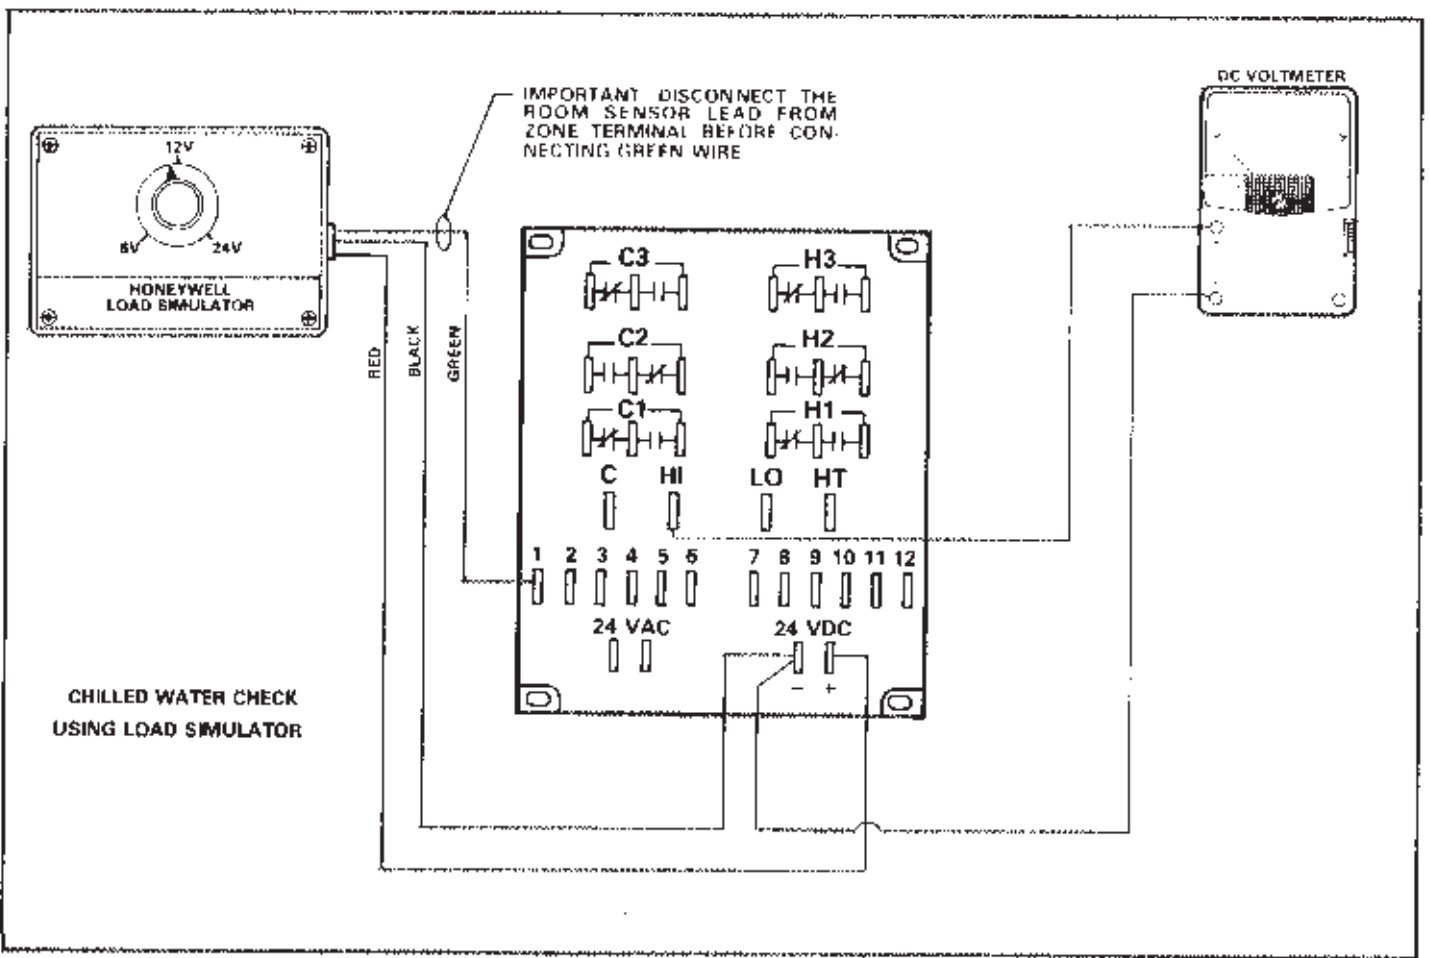 DC VOLTMETER
IMPORTANT DISCONNECT THE
ROOM SENSOR LEAD FROM
ZONE TERMINAL BEFORE CON-
NECTING GREEN WIRE
12V
6V 24V
HONEYWELL
LOAD SIMULATOR
RED
BLACK
GREEN
C3 H3
C2 H2
C1 H1
C HI LO HT
1 2 3 4 5 6 7 8 9 10 11 12
24 VAC 24 VDC
- +
CHILLED WATER CHECK
USING LOAD SIMULATOR